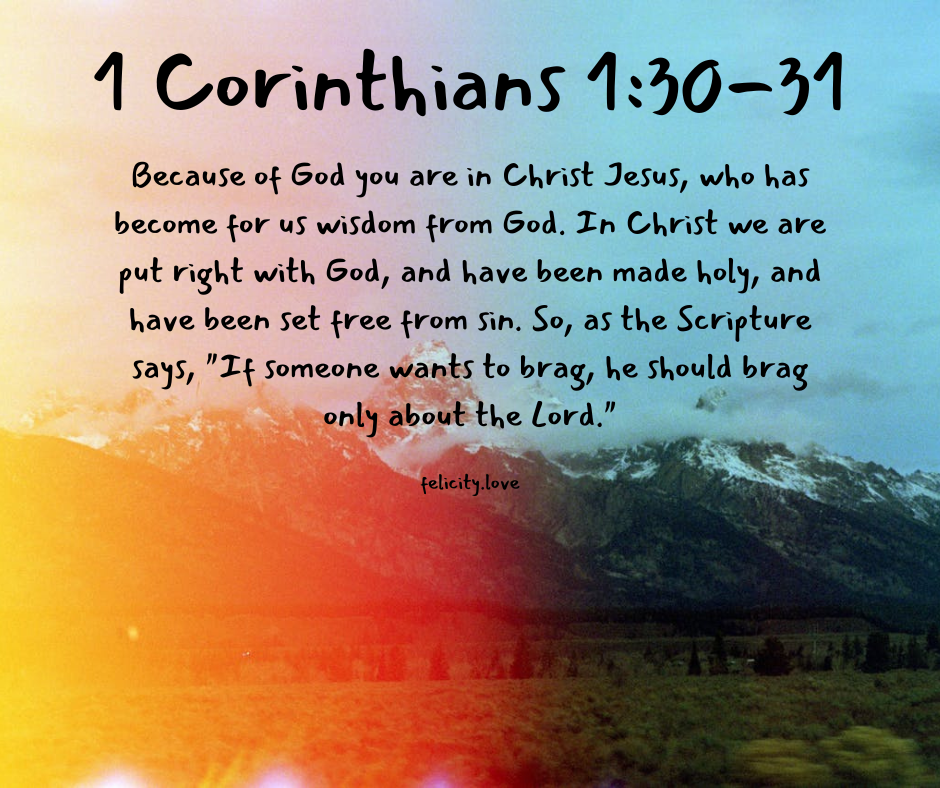 1 Corinthians 1:30-31
Because of God you are in Christ Jesus, who has
become for us wisdom from God. In Christ we are
put right with God, and have been made holy, and
have been set free from sin. So, as the Scripture
says, "If someone wants to brag, he should brag
only about the Lord."
felicity.love